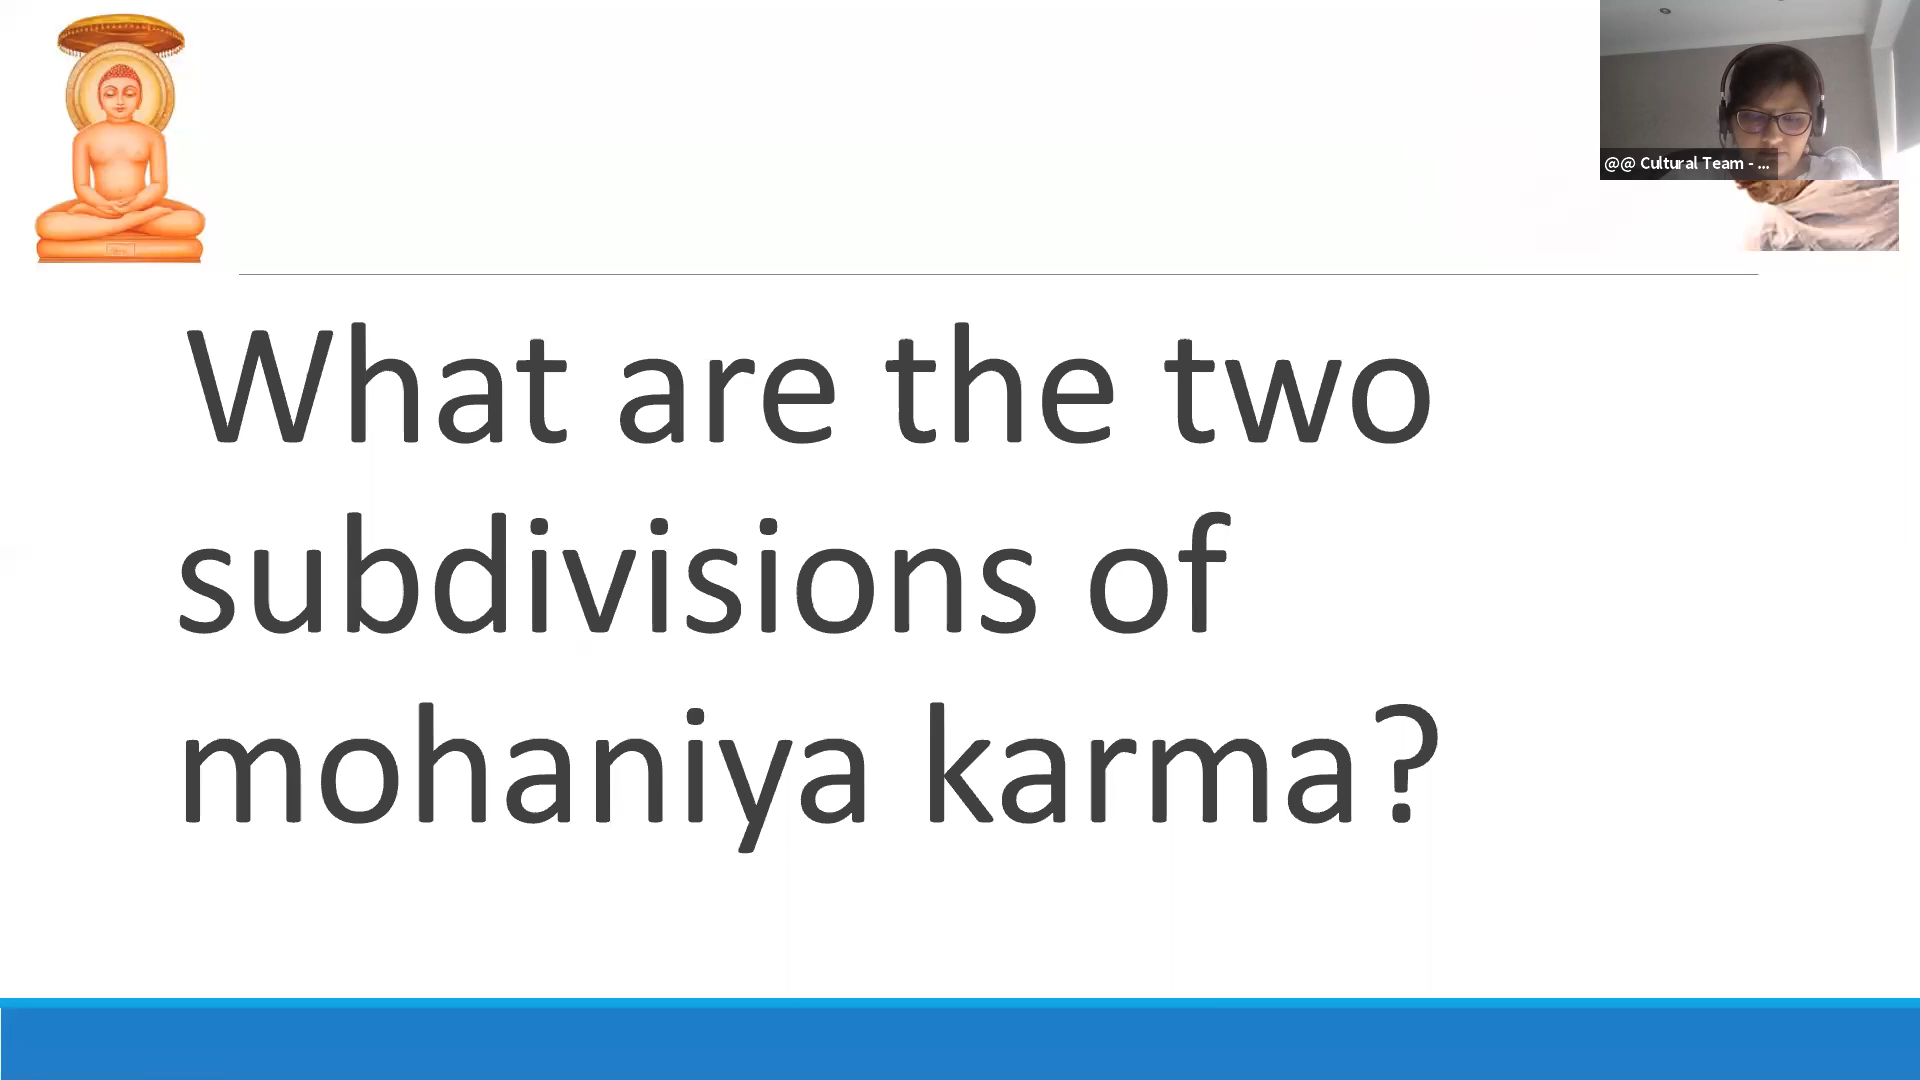 @@ Cultural Team - ...
What are the two
subdivisions of
mohaniya karma?